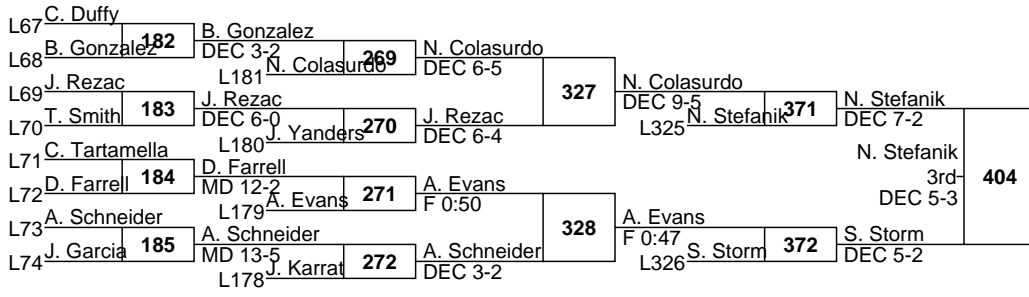 L67 C. Duffy
182
L68 B. Gonzalez
B. Gonzalez
DEC 3-2
269
L181 N. Colasurdo
N. Colasurdo
DEC 6-5
L69 J. Rezac
183
L70 T. Smith
J. Rezac
DEC 6-0
270
L180 J. Yanders
J. Rezac
DEC 6-4
327
N. Colasurdo
DEC 9-5
371
L325 N. Stefanik
N. Stefanik
DEC 7-2
L71 C. Tartamella
184
L72 D. Farrell
D. Farrell
MD 12-2
271
L179 A. Evans
A. Evans
F 0:50
L73 A. Schneider
185
L74 J. Garcia
A. Schneider
MD 13-5
272
L178 J. Karrat
A. Schneider
DEC 3-2
328
A. Evans
F 0:47
372
L326 S. Storm
S. Storm
DEC 5-2
N. Stefanik
3rd
DEC 5-3
404